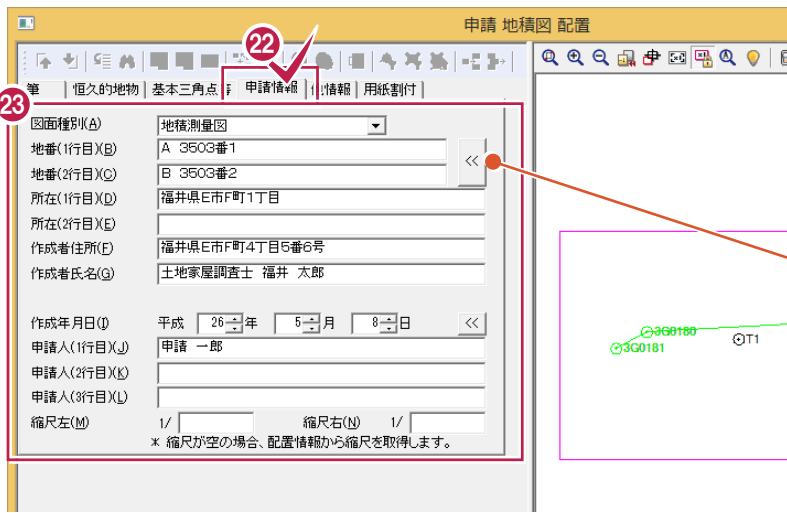 申請 地積図 配置
22
筆 恒久的地物 基本三角点等 申請情報 他情報 用紙割付
23
図面種別(A) 地積測量図
地番(1行目)(B) A 3503番1
<<
地番(2行目)(C) B 3503番2
所在(1行目)(D) 福井県E市F町1丁目
所在(2行目)(E)
作成者住所(F) 福井県E市F町4丁目5番6号
作成者氏名(G) 土地家屋調査士 福井 太郎
作成年月日(I) 平成 26 年 5 月 8 日 <<
申請人(1行目)(J) 申請 一郎
申請人(2行目)(K)
申請人(3行目)(L)
縮尺左(M) 1/ 縮尺右(N) 1/
* 縮尺が空の場合、配置情報から縮尺を取得します。
3G0180
T1
3G0181